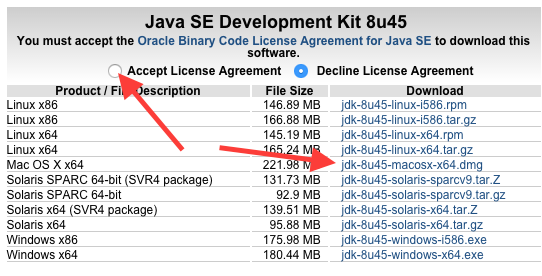 Java SE Development Kit 8u45
You must accept the Oracle Binary Code License Agreement for Java SE to download this
software.
Accept License Agreement Decline License Agreement
Product / File Description File Size Download
Linux x86 146.89 MB jdk-8u45-linux-i586.rpm
Linux x86 166.88 MB jdk-8u45-linux-i586.tar.gz
Linux x64 145.19 MB jdk-8u45-linux-x64.rpm
Linux x64 165.24 MB jdk-8u45-linux-x64.tar.gz
Mac OS X x64 221.98 MB jdk-8u45-macosx-x64.dmg
Solaris SPARC 64-bit (SVR4 package) 131.73 MB jdk-8u45-solaris-sparcv9.tar.Z
Solaris SPARC 64-bit 92.9 MB jdk-8u45-solaris-sparcv9.tar.gz
Solaris x64 (SVR4 package) 139.51 MB jdk-8u45-solaris-x64.tar.Z
Solaris x64 95.88 MB jdk-8u45-solaris-x64.tar.gz
Windows x86 175.98 MB jdk-8u45-windows-i586.exe
Windows x64 180.44 MB jdk-8u45-windows-x64.exe